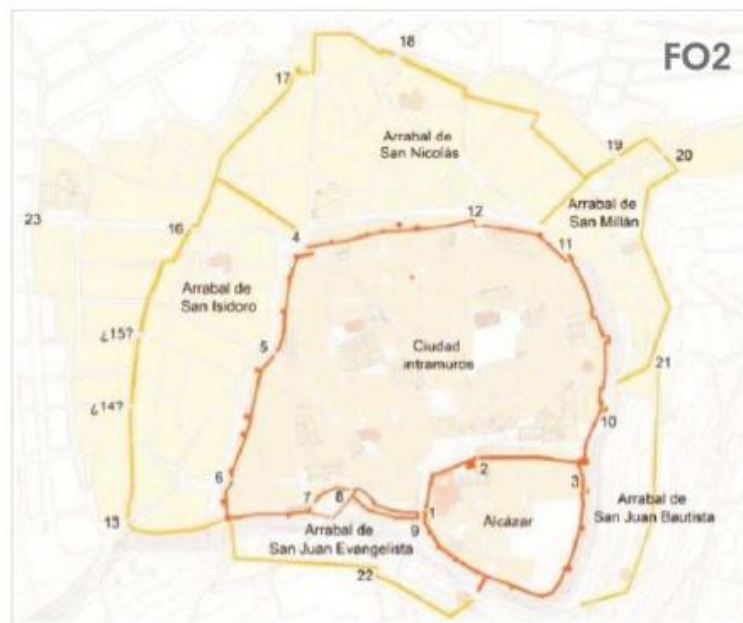 FO2
18
17
Arrabal de
San Nicolás
19
20
23
16
12
4
Arrabal de
San Millán
11
Arrabal de
San Isidoro
¿15?
Ciudad
intramuros
5
21
¿14?
10
6
2
3
7
8
1
13
9
Arrabal de
San Juan Evangelista
Alcázar
Arrabal de
San Juan Bautista
22